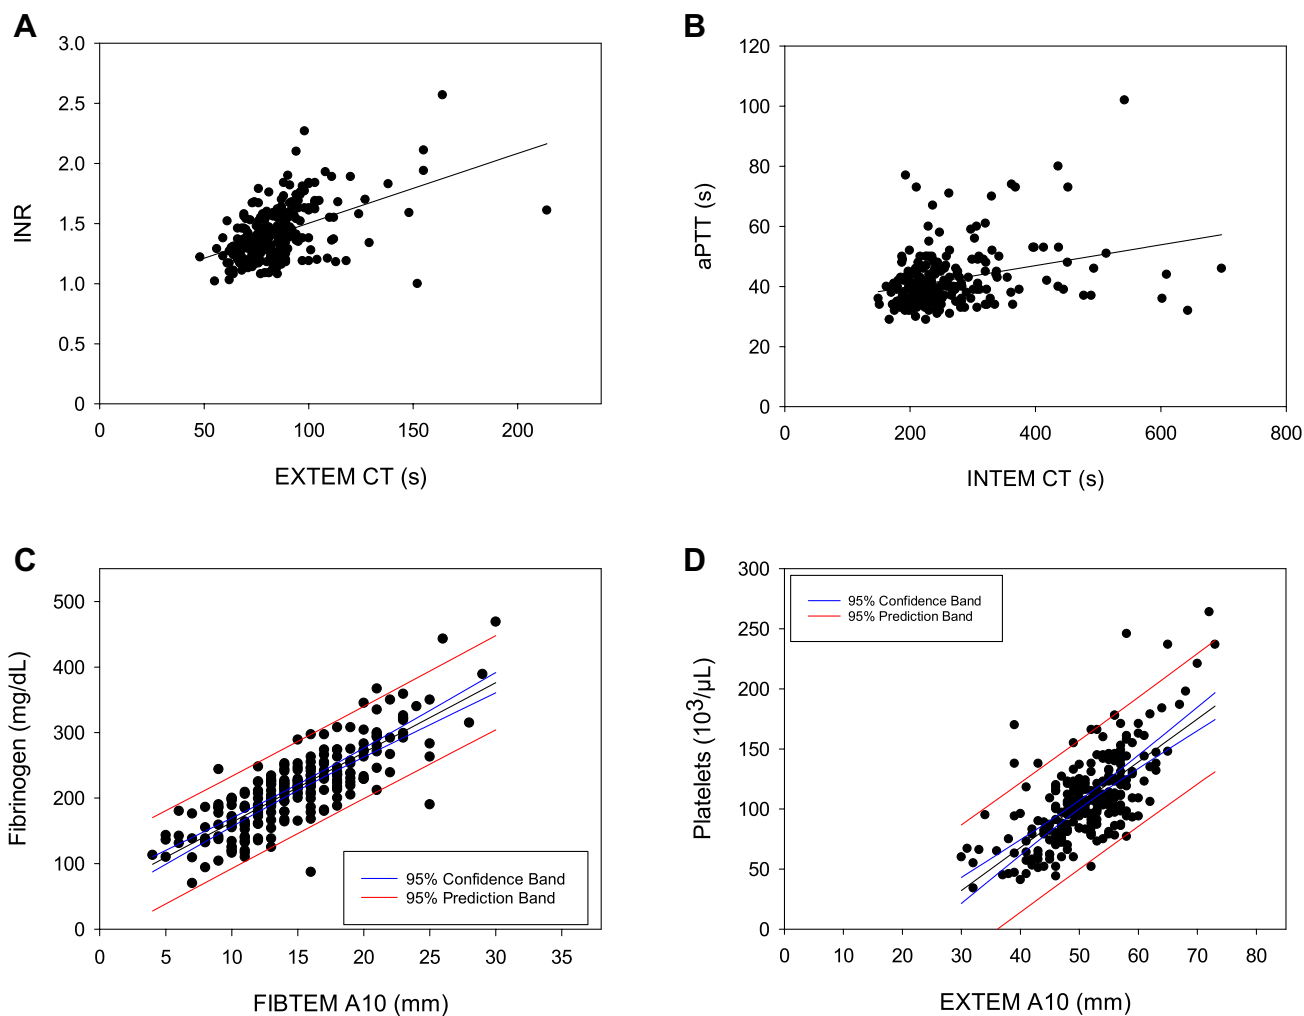 A
3.0
2.5
2.0
1.5
1.0
0.5
0
INR
0 50 100 150 200
EXTEM CT (s)
B
120
100
80
60
40
20
0
aPTT (s)
0 200 400 600 800
INTEM CT (s)
C
500
400
300
200
100
0
Fibrinogen (mg/dL)
95% Confidence Band
95% Prediction Band
0 5 10 15 20 25 30 35
FIBTEM A10 (mm)
D
300
250
200
150
100
50
0
Platelets (10³/µL)
95% Confidence Band
95% Prediction Band
0 10 20 30 40 50 60 70 80
EXTEM A10 (mm)